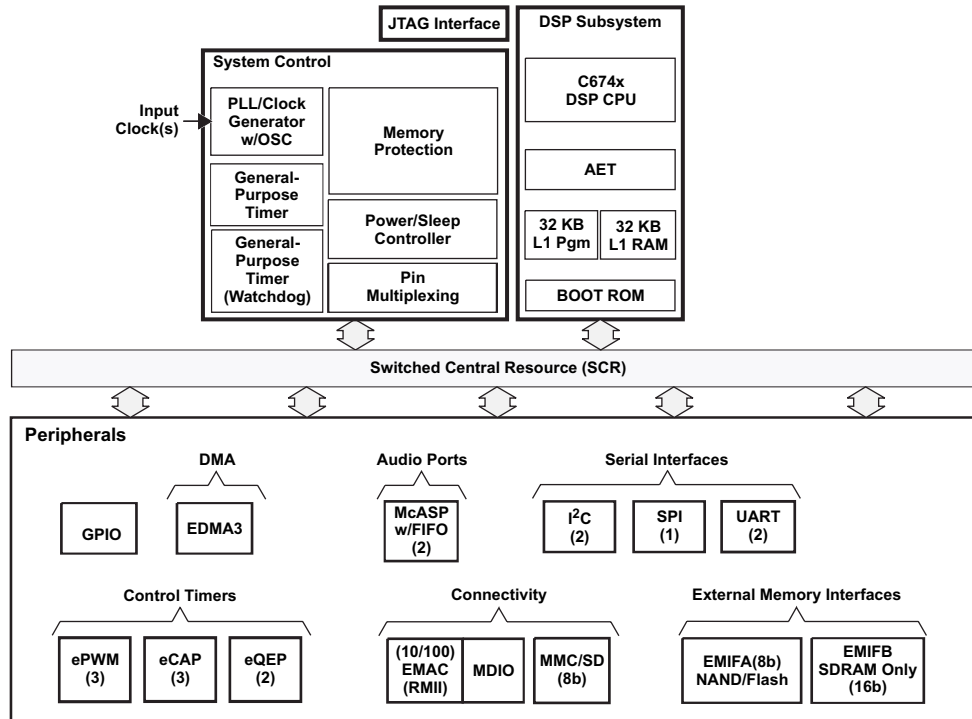 JTAG Interface
DSP Subsystem
System Control
C674x
DSP CPU
Input
Clock(s)
PLL/Clock
Generator
w/OSC
Memory
Protection
AET
General-
Purpose
Timer
Power/Sleep
Controller
32 KB
L1 Pgm
32 KB
L1 RAM
General-
Purpose
Timer
(Watchdog)
Pin
Multiplexing
BOOT ROM
Switched Central Resource (SCR)
Peripherals
DMA
Audio Ports
Serial Interfaces
GPIO
EDMA3
McASP
w/FIFO
(2)
I²C
(2)
SPI
(1)
UART
(2)
Control Timers
Connectivity
External Memory Interfaces
ePWM
(3)
eCAP
(3)
eQEP
(2)
(10/100)
EMAC
(RMII)
MDIO
MMC/SD
(8b)
EMIFA(8b)
NAND/Flash
EMIFB
SDRAM Only
(16b)